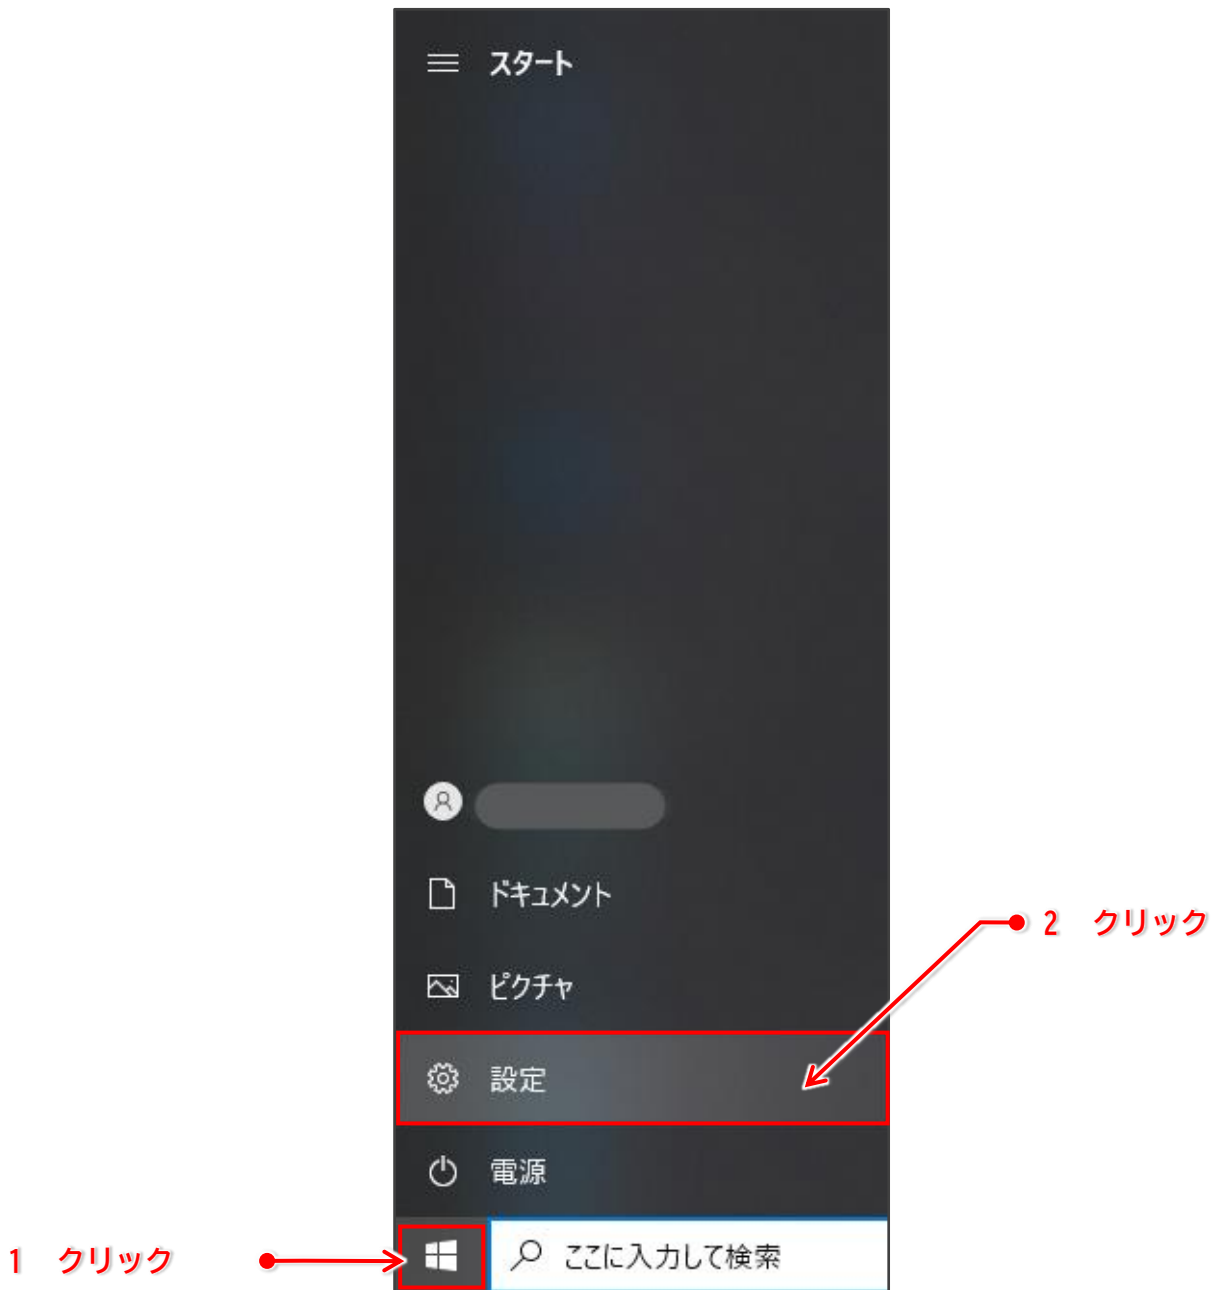 スタート
ドキュメント
2 クリック
ピクチャ
設定
電源
1 クリック
ここに入力して検索